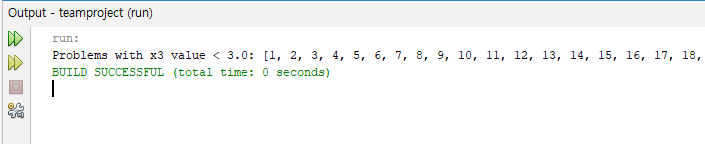 Output - teamproject (run)
run:
Problems with x3 value < 3.0: [1, 2, 3, 4, 5, 6, 7, 8, 9, 10, 11, 12, 13, 14, 15, 16, 17, 18,
BUILD SUCCESSFUL (total time: 0 seconds)